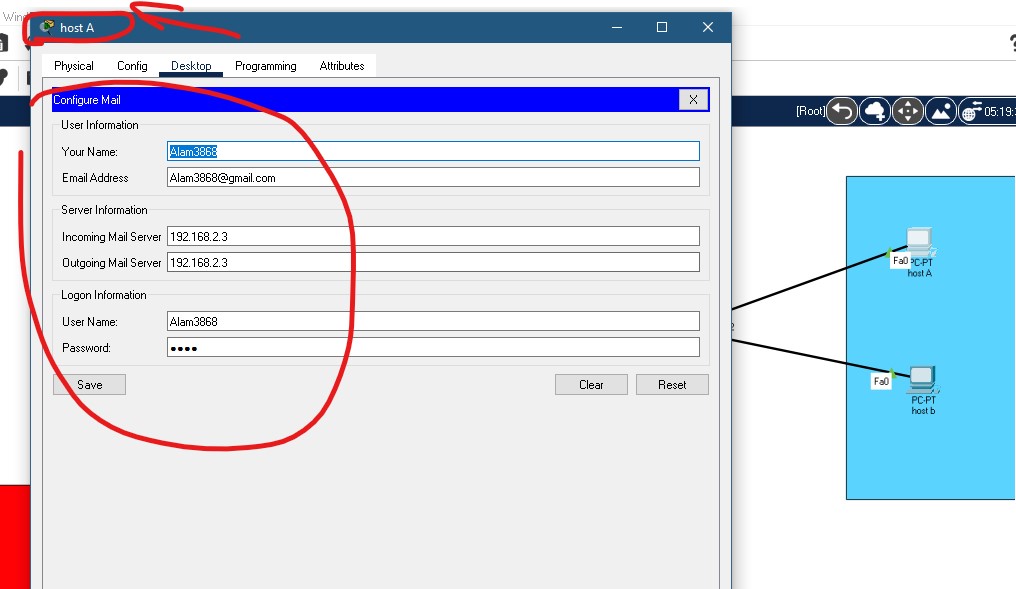 Wind
host A
Physical Config Desktop Programming Attributes
Configure Mail X
[Root] 05:19:
User Information
Your Name: Alam3868
Email Address Alam3868@gmail.com
Server Information
Incoming Mail Server 192.168.2.3
Outgoing Mail Server 192.168.2.3
Logon Information
User Name: Alam3868
Password: ●●●●
Save Clear Reset
Fa0
PC-PT
host A
2
Fa0
PC-PT
host b